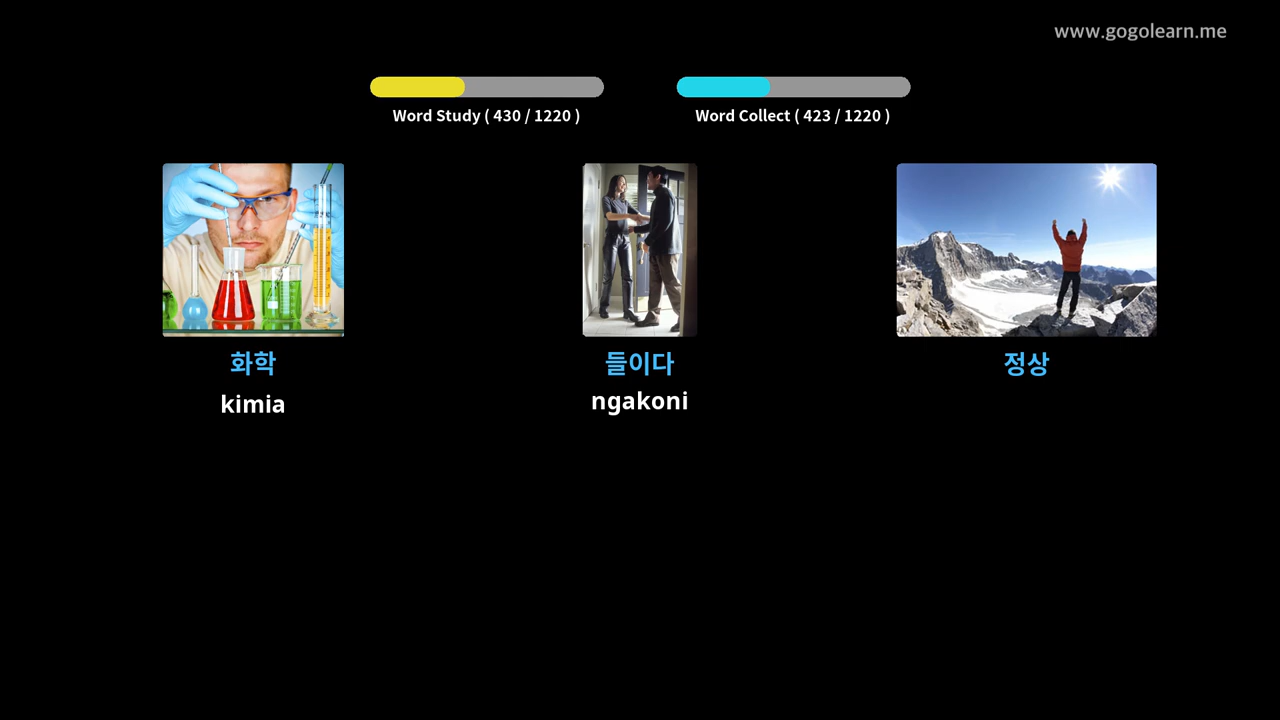 www.gogolearn.me
Word Study ( 430 / 1220 )
Word Collect ( 423 / 1220 )
화학
들이다
정상
kimia
ngakoni